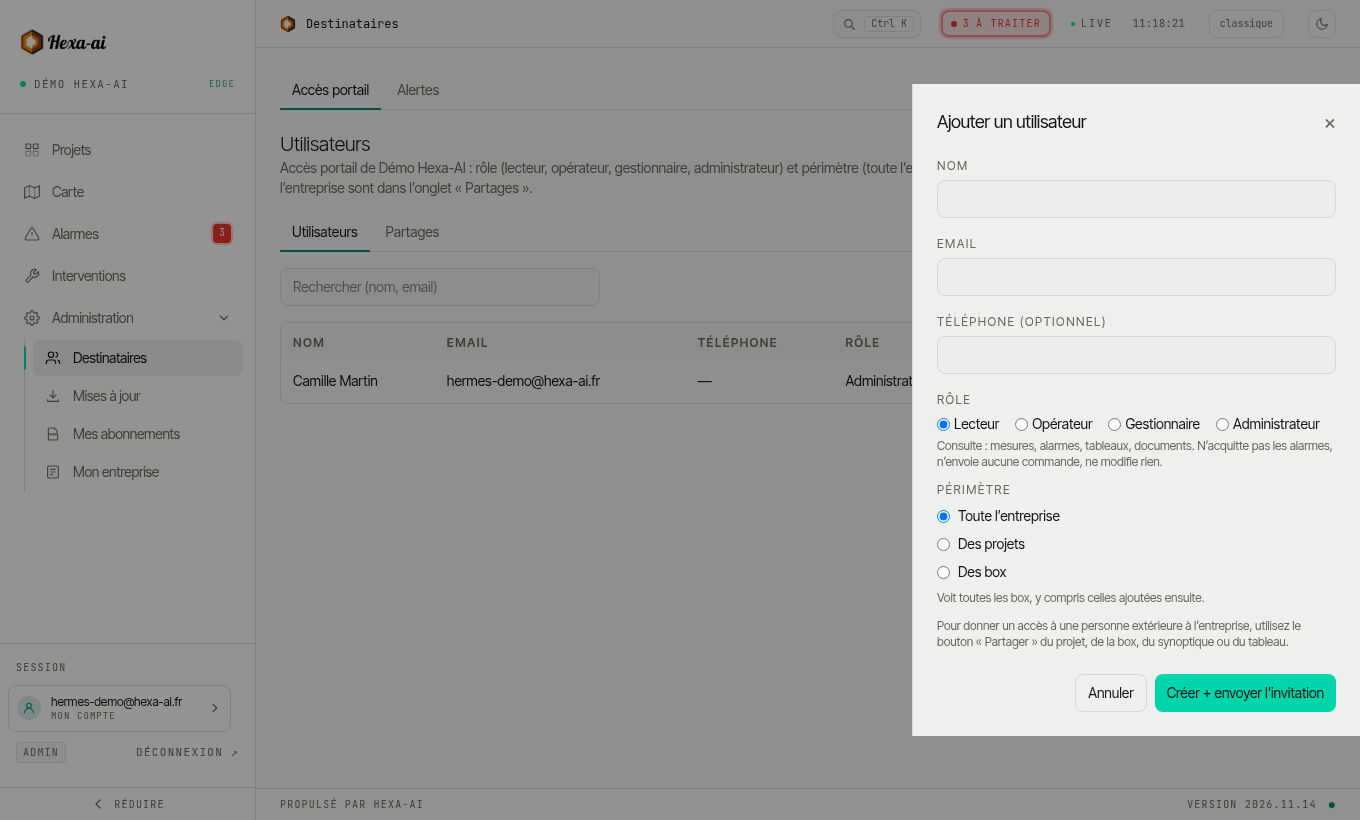 Hexa-ai
DÉMO HEXA-AI
EDGE
Projets
Carte
Alarmes
3
Interventions
Administration
Destinataires
Mises à jour
Mes abonnements
Mon entreprise
SESSION
hermes-demo@hexa-ai.fr
MON COMPTE
ADMIN
DÉCONNEXION ↗
RÉDUIRE
Destinataires
Ctrl K
3 À TRAITER
LIVE
11:18:21
classique
Accès portail
Alertes
Utilisateurs
Accès portail de Démo Hexa-AI : rôle (lecteur, opérateur, gestionnaire, administrateur) et périmètre (toute l’e
l’entreprise sont dans l’onglet « Partages ».
Utilisateurs
Partages
Rechercher (nom, email)
NOM EMAIL TÉLÉPHONE RÔLE
Camille Martin hermes-demo@hexa-ai.fr — Administrat
Ajouter un utilisateur
×
NOM
EMAIL
TÉLÉPHONE (OPTIONNEL)
RÔLE
Lecteur Opérateur Gestionnaire Administrateur
Consulte : mesures, alarmes, tableaux, documents. N’acquitte pas les alarmes,
n’envoie aucune commande, ne modifie rien.
PÉRIMÈTRE
Toute l’entreprise
Des projets
Des box
Voit toutes les box, y compris celles ajoutées ensuite.
Pour donner un accès à une personne extérieure à l’entreprise, utilisez le
bouton « Partager » du projet, de la box, du synoptique ou du tableau.
Annuler
Créer + envoyer l'invitation
PROPULSÉ PAR HEXA-AI
VERSION 2026.11.14